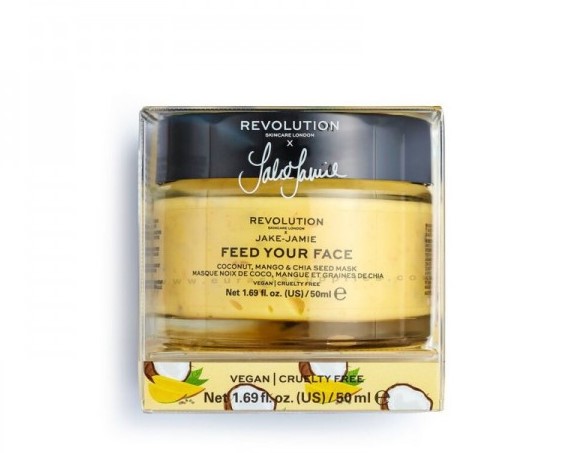 REVOLUTION
SKINCARE LONDON
X
Jake-Jamie
REVOLUTION
SKINCARE LONDON
X
JAKE-JAMIE
FEED YOUR FACE
COCONUT, MANGO & CHIA SEED MASK
MASQUE NOIX DE COCO, MANGUE ET GRAINES DE CHIA
VEGAN | CRUELTY FREE
Net 1.69 fl. oz. (US) / 50ml ℮
VEGAN | CRUELTY FREE
Net 1.69 fl. oz. (US) / 50 ml ℮